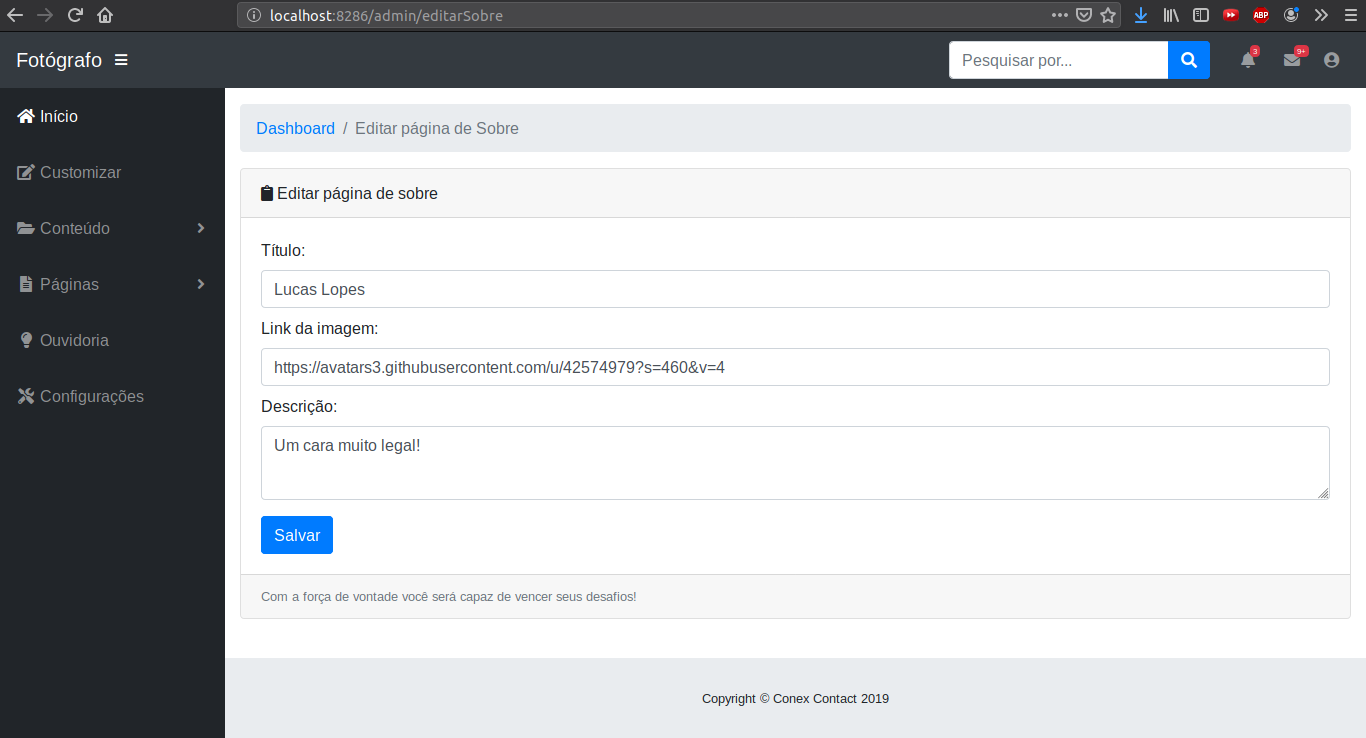 localhost:8286/admin/editarSobre
ABP
Fotógrafo
Pesquisar por...
3
9+
Início
Customizar
Conteúdo
Páginas
Ouvidoria
Configurações
Dashboard / Editar página de Sobre
Editar página de sobre
Título:
Lucas Lopes
Link da imagem:
https://avatars3.githubusercontent.com/u/42574979?s=460&v=4
Descrição:
Um cara muito legal!
Salvar
Com a força de vontade você será capaz de vencer seus desafios!
Copyright © Conex Contact 2019